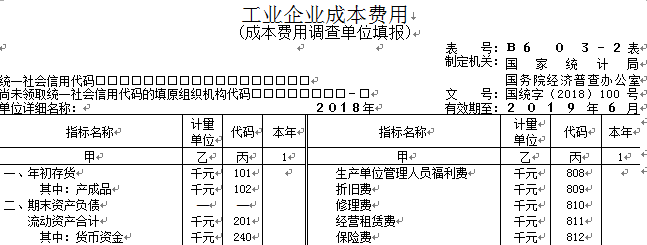 工业企业成本费用
(成本费用调查单位填报)
表 号：B 6 0 3 - 2 表
制定机关： 国 家 统 计 局
统一社会信用代码□□□□□□□□□□□□□□□□□□ 国务院经济普查办公室
尚未领取统一社会信用代码的填原组织机构代码□□□□□□□□-□ 文 号：国统字（2018）100 号
单位详细名称： 2 0 1 8 年 有效期至： 2 0 1 9 年 6 月
指标名称 计量单位 代码 本年 指标名称 计量单位 代码 本年
甲 乙 丙 1 甲 乙 丙 1
一、年初存货 千元 101 生产单位管理人员福利费 千元 808
其中：产成品 千元 102 折旧费 千元 809
二、期末资产负债 — — 修理费 千元 810
流动资产合计 千元 201 经营租赁费 千元 811
其中：货币资金 千元 240 保险费 千元 812